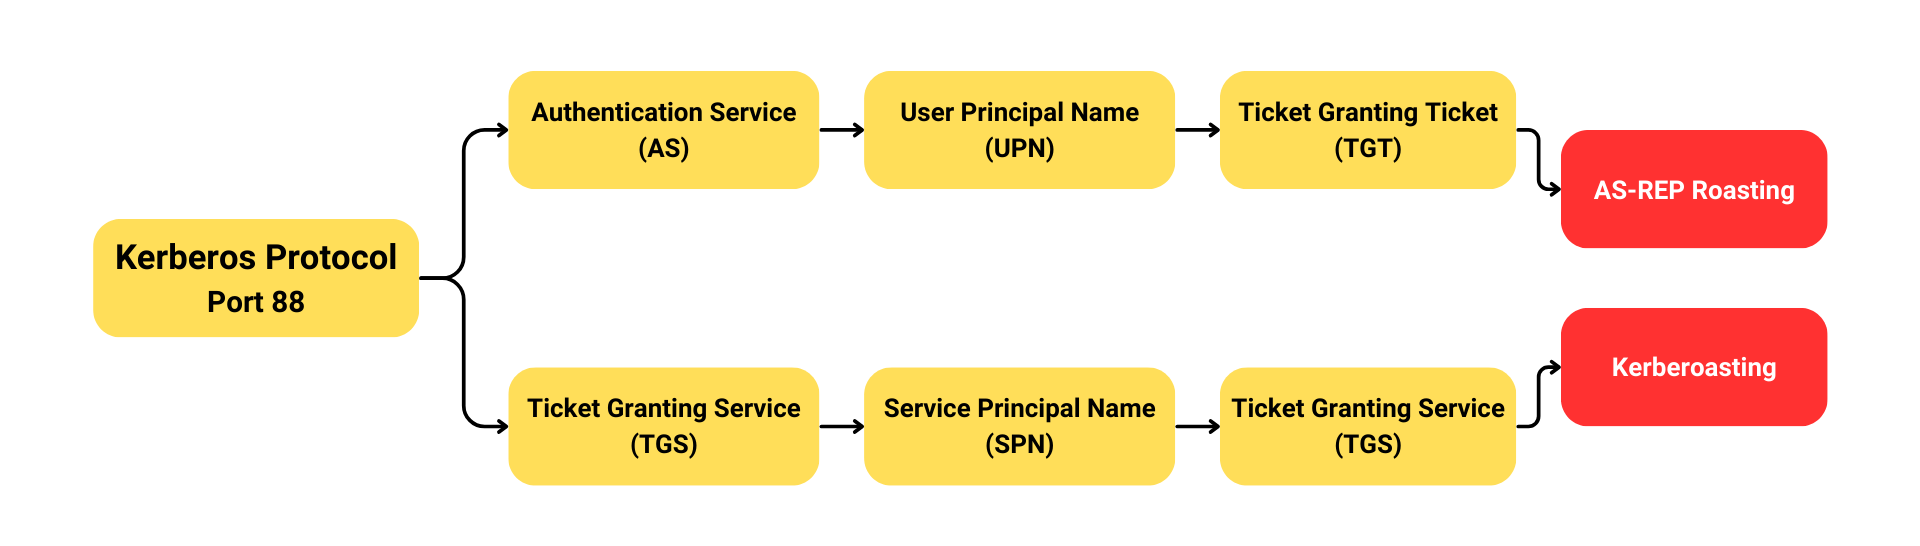 Kerberos Protocol
Port 88
Authentication Service
(AS)
User Principal Name
(UPN)
Ticket Granting Ticket
(TGT)
AS-REP Roasting
Ticket Granting Service
(TGS)
Service Principal Name
(SPN)
Ticket Granting Service
(TGS)
Kerberoasting